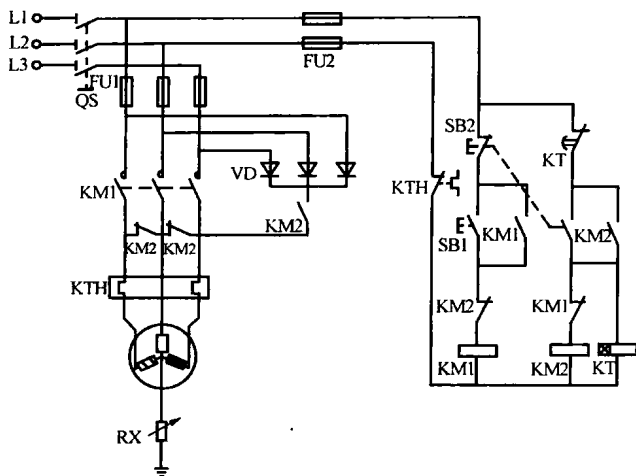 L1
L2
L3
QS
FU1
FU2
VD
KM1
KM2
KM2
KM2
KTH
RX
KTH
SB2
KT
SB1
KM1
KM2
KM2
KM1
KM1
KM2
KT